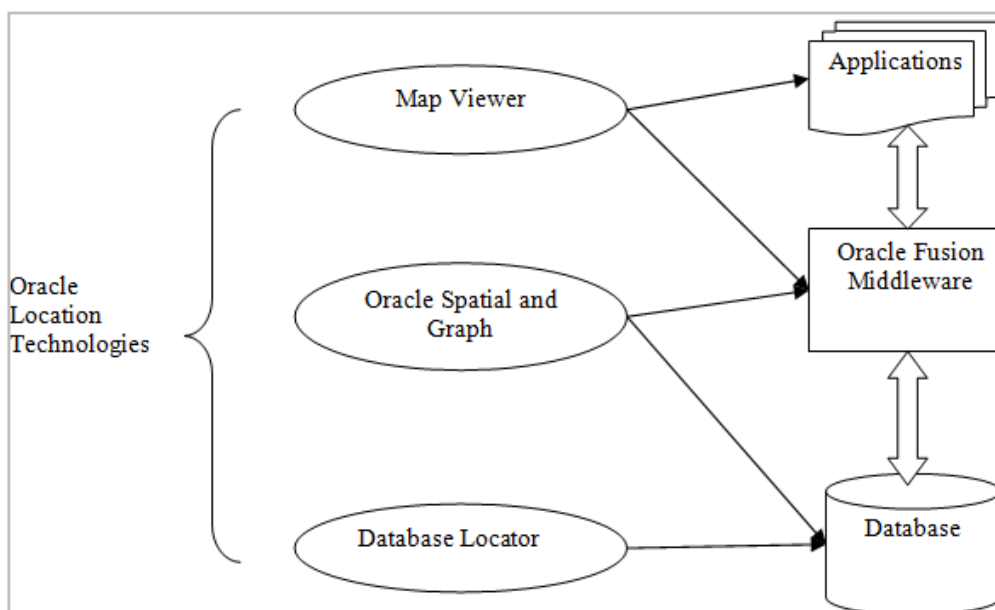 Map Viewer
Applications
Oracle
Location
Technologies
Oracle Spatial and
Graph
Oracle Fusion
Middleware
Database Locator
Database